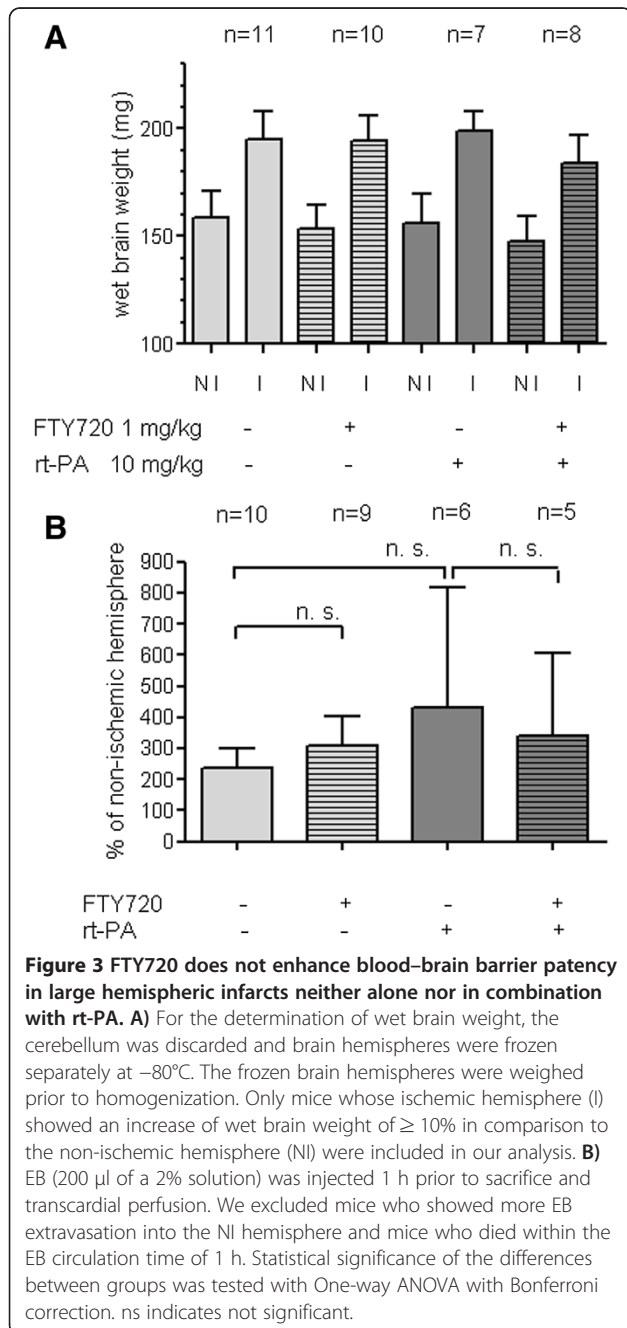 A
n=11 n=10 n=7 n=8
wet brain weight (mg)
200
150
100
NI I NI I NI I NI I
FTY720 1 mg/kg - + - +
rt-PA 10 mg/kg - - + +
B
n=10 n=9 n=6 n=5
% of non-ischemic hemisphere
900
800
700
600
500
400
300
200
100
0
n. s. n. s.
n. s.
FTY720 - + - +
rt-PA - - + +
Figure 3 FTY720 does not enhance blood–brain barrier patency
in large hemispheric infarcts neither alone nor in combination
with rt-PA. A) For the determination of wet brain weight, the
cerebellum was discarded and brain hemispheres were frozen
separately at −80°C. The frozen brain hemispheres were weighed
prior to homogenization. Only mice whose ischemic hemisphere (I)
showed an increase of wet brain weight of ≥ 10% in comparison to
the non-ischemic hemisphere (NI) were included in our analysis. B)
EB (200 μl of a 2% solution) was injected 1 h prior to sacrifice and
transcardial perfusion. We excluded mice who showed more EB
extravasation into the NI hemisphere and mice who died within the
EB circulation time of 1 h. Statistical significance of the differences
between groups was tested with One-way ANOVA with Bonferroni
correction. ns indicates not significant.